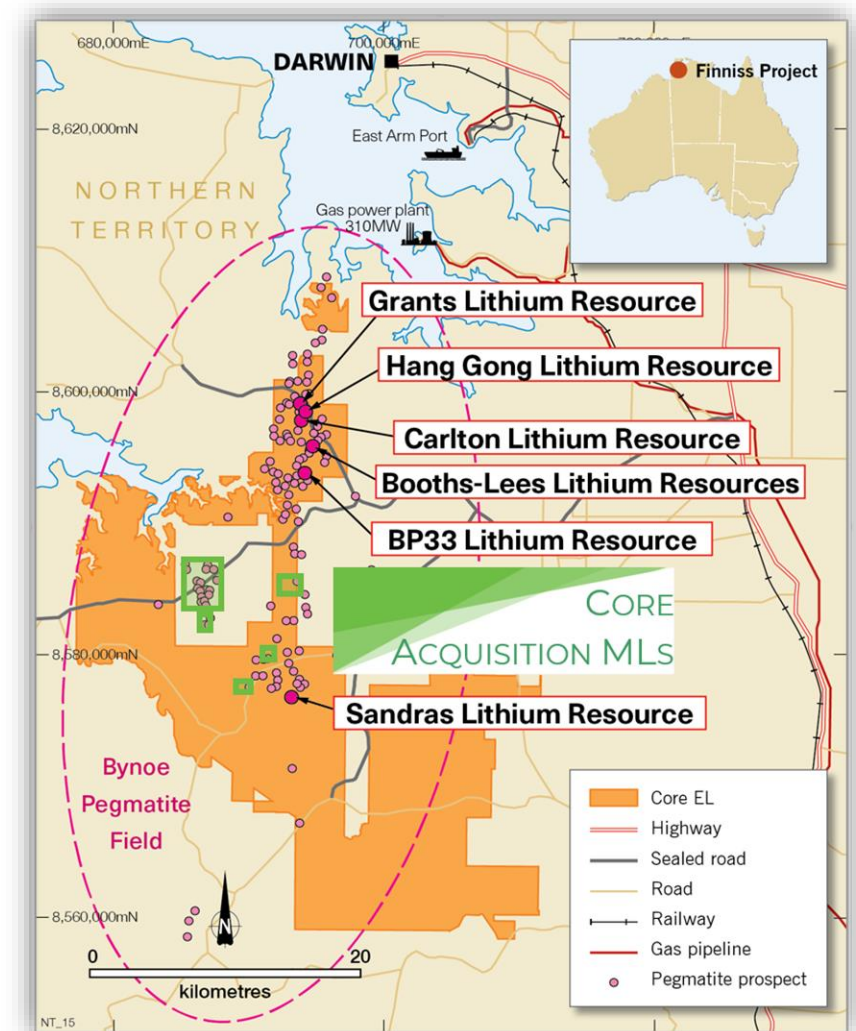 680,000mE
700,000mE
DARWIN
Finniss Project
8,620,000mN
East Arm Port
NORTHERN
TERRITORY
Gas power plant
310MW
Grants Lithium Resource
Hang Gong Lithium Resource
8,600,000mN
Carlton Lithium Resource
Booths-Lees Lithium Resources
BP33 Lithium Resource
CORE
ACQUISITION MLS
8,580,000mN
Sandras Lithium Resource
Bynoe
Pegmatite
Field
Core EL
Highway
Sealed road
Road
Railway
Gas pipeline
Pegmatite prospect
8,560,000mN
N
0 20
kilometres
NT_15